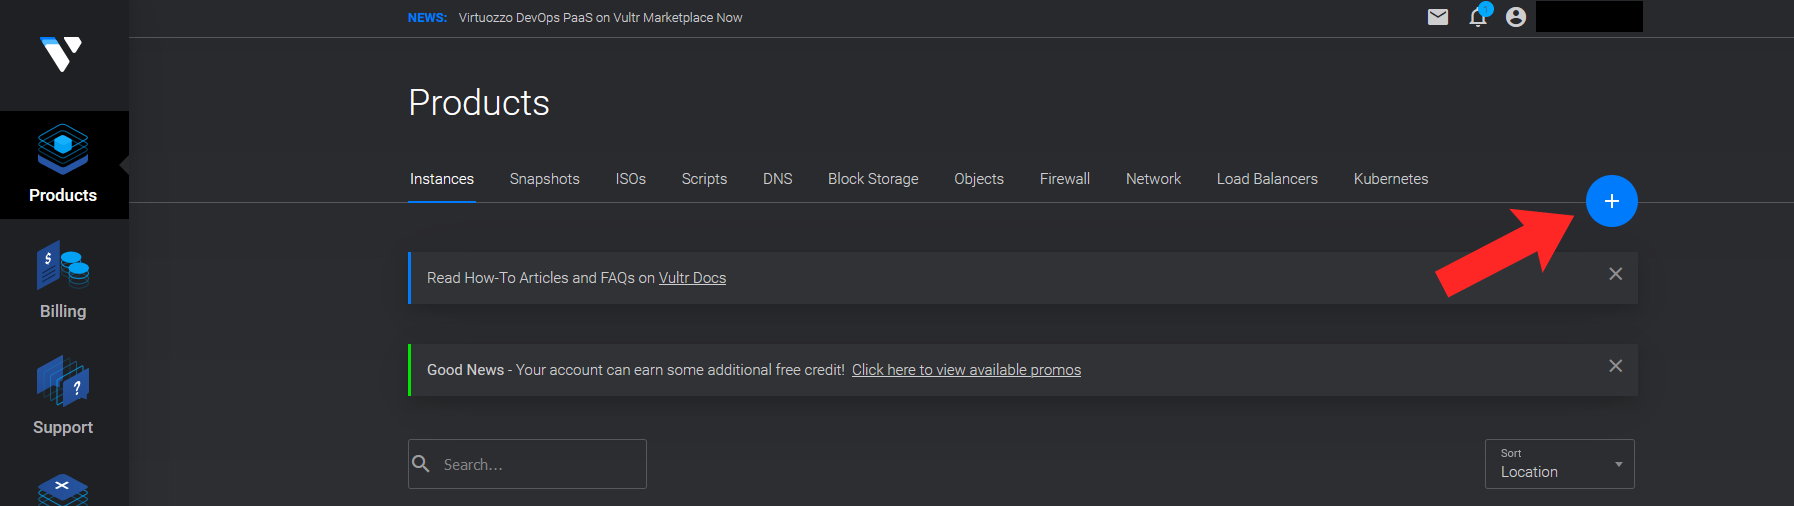 NEWS: Virtuozzo DevOps PaaS on Vultr Marketplace Now
1
Products
Products
Instances Snapshots ISOs Scripts DNS Block Storage Objects Firewall Network Load Balancers Kubernetes
+
Read How-To Articles and FAQs on Vultr Docs
Billing
Good News - Your account can earn some additional free credit! Click here to view available promos
Support
Search...
Sort
Location